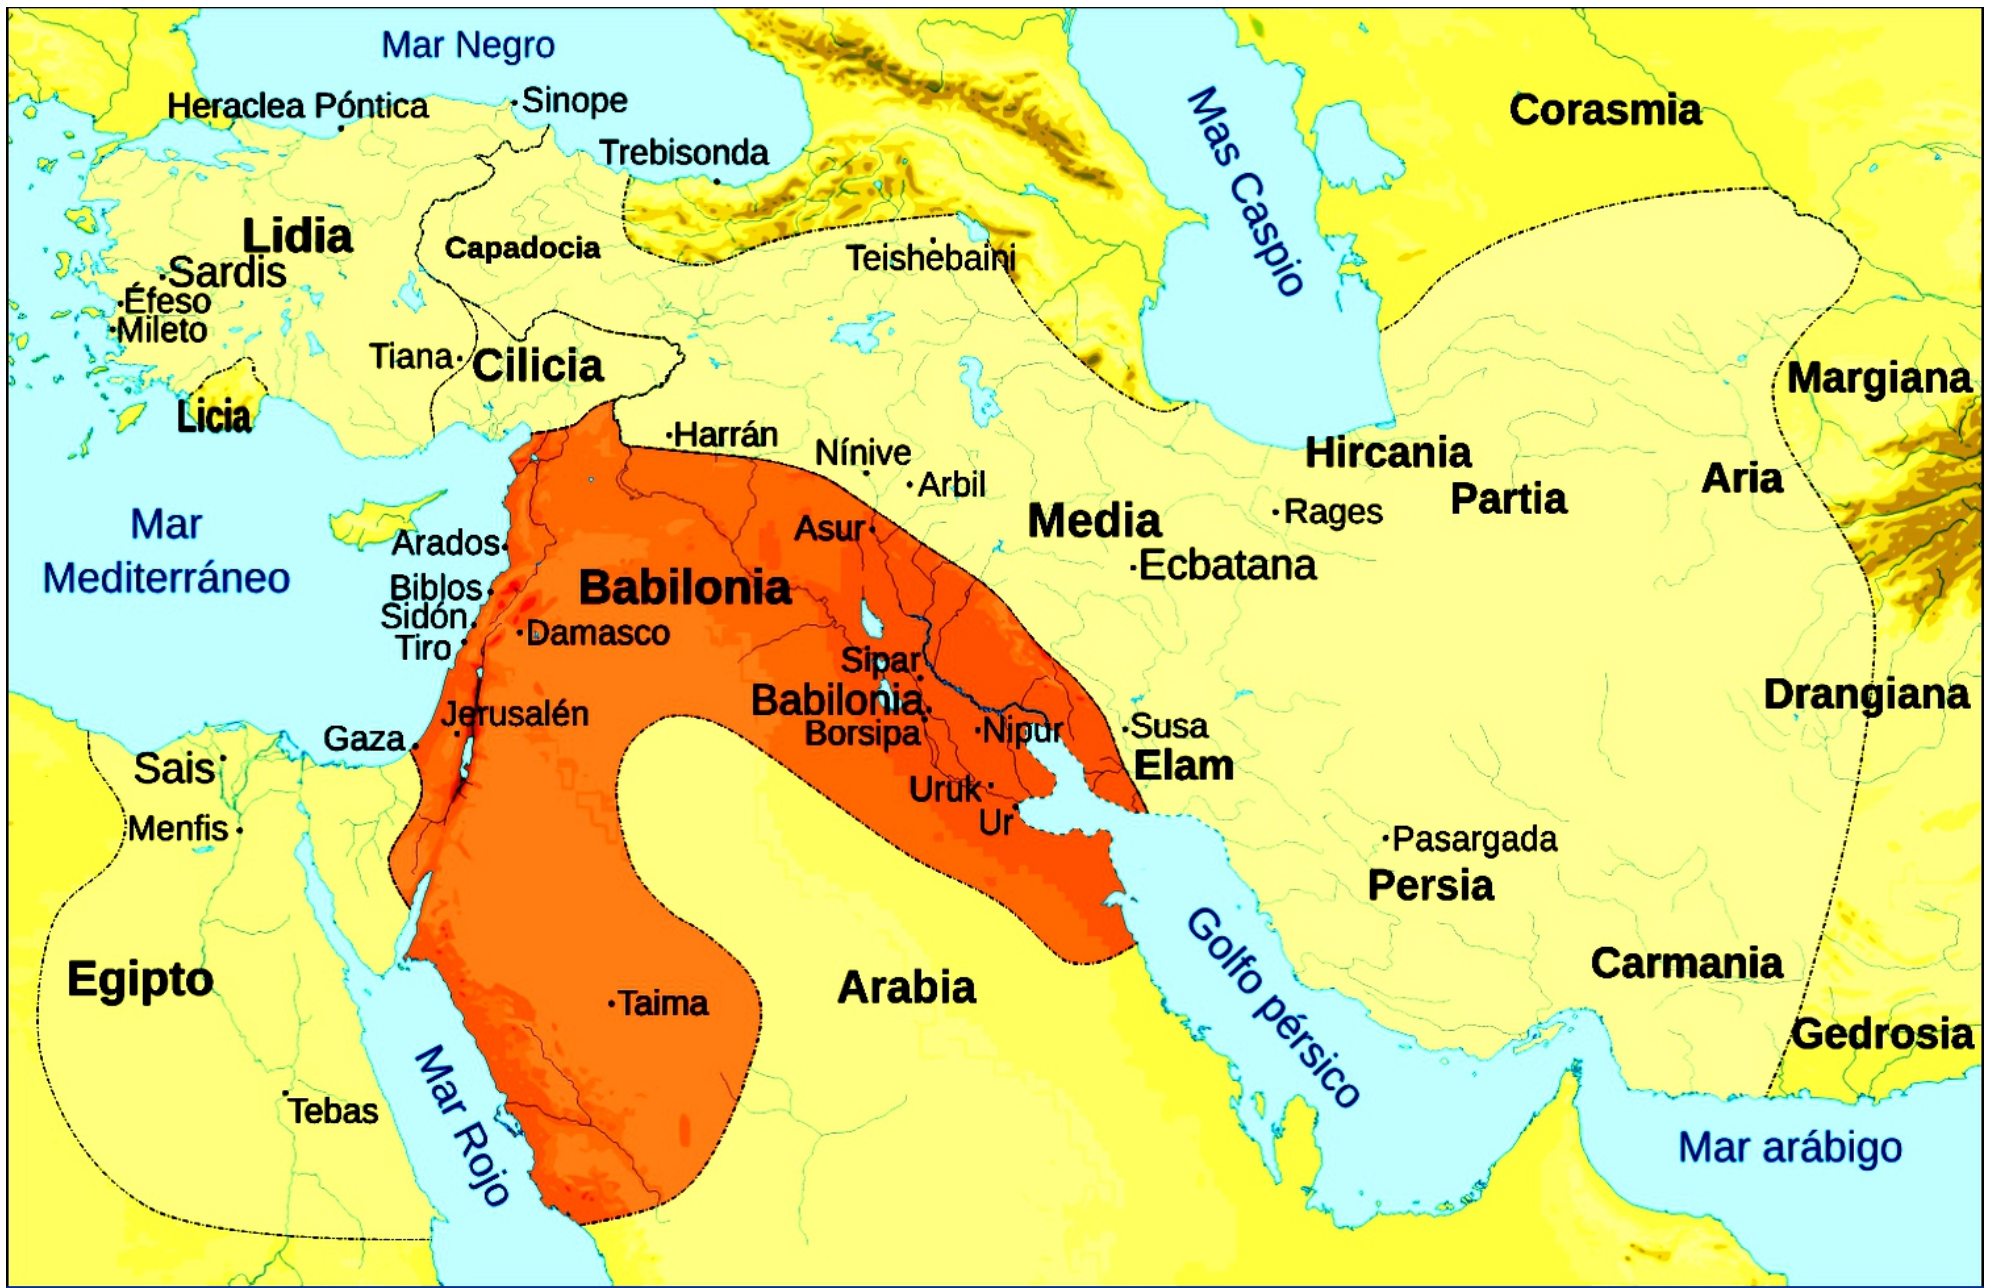 Mar Negro
Heraclea Póntica
Sinope
Trebisonda
Mas Caspio
Corasmia
Lidia
Capadocia
Sardis
Éfeso
Mileto
Teishebaini
Tiana
Cilicia
Licia
Margiana
Harrán
Nínive
Arbil
Hircania
Partia
Aria
Mar
Mediterráneo
Arados
Asur
Media
Rages
Ecbatana
Biblos
Babilonia
Sidón
Tiro
Damasco
Sipar
Babilonia
Borsipa
Nipur
Susa
Elam
Drangiana
Jerusalén
Gaza
Sais
Menfis
Uruk
Ur
Pasargada
Persia
Egipto
Taima
Arabia
Golfo pérsico
Carmania
Gedrosia
Tebas
Mar Rojo
Mar arábigo